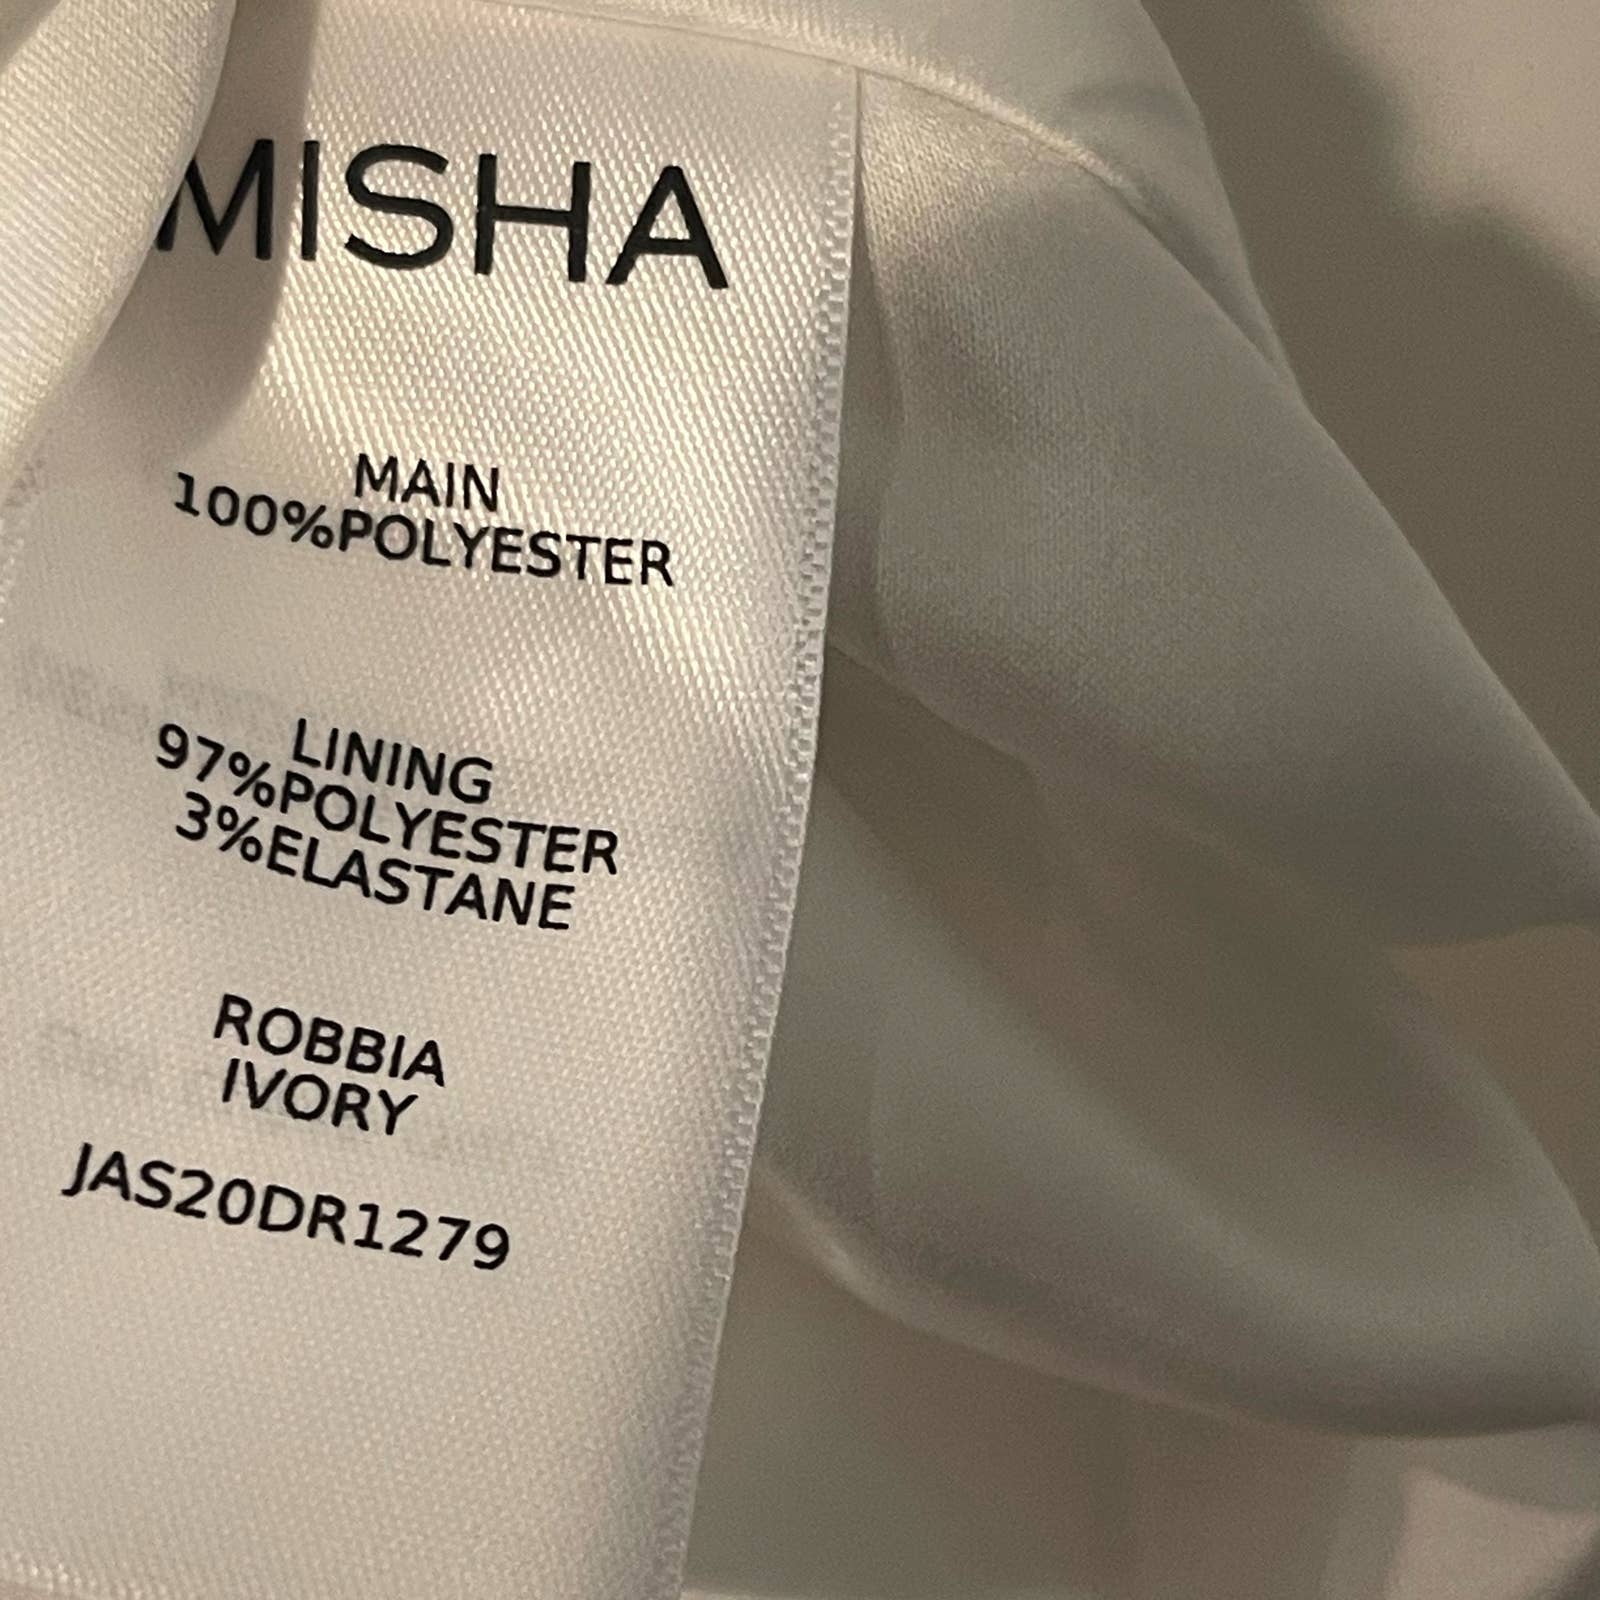 MISHA
MAIN
100%POLYESTER
LINING
97%POLYESTER
3%ELASTANE
ROBBIA
IVORY
JAS20DR1279